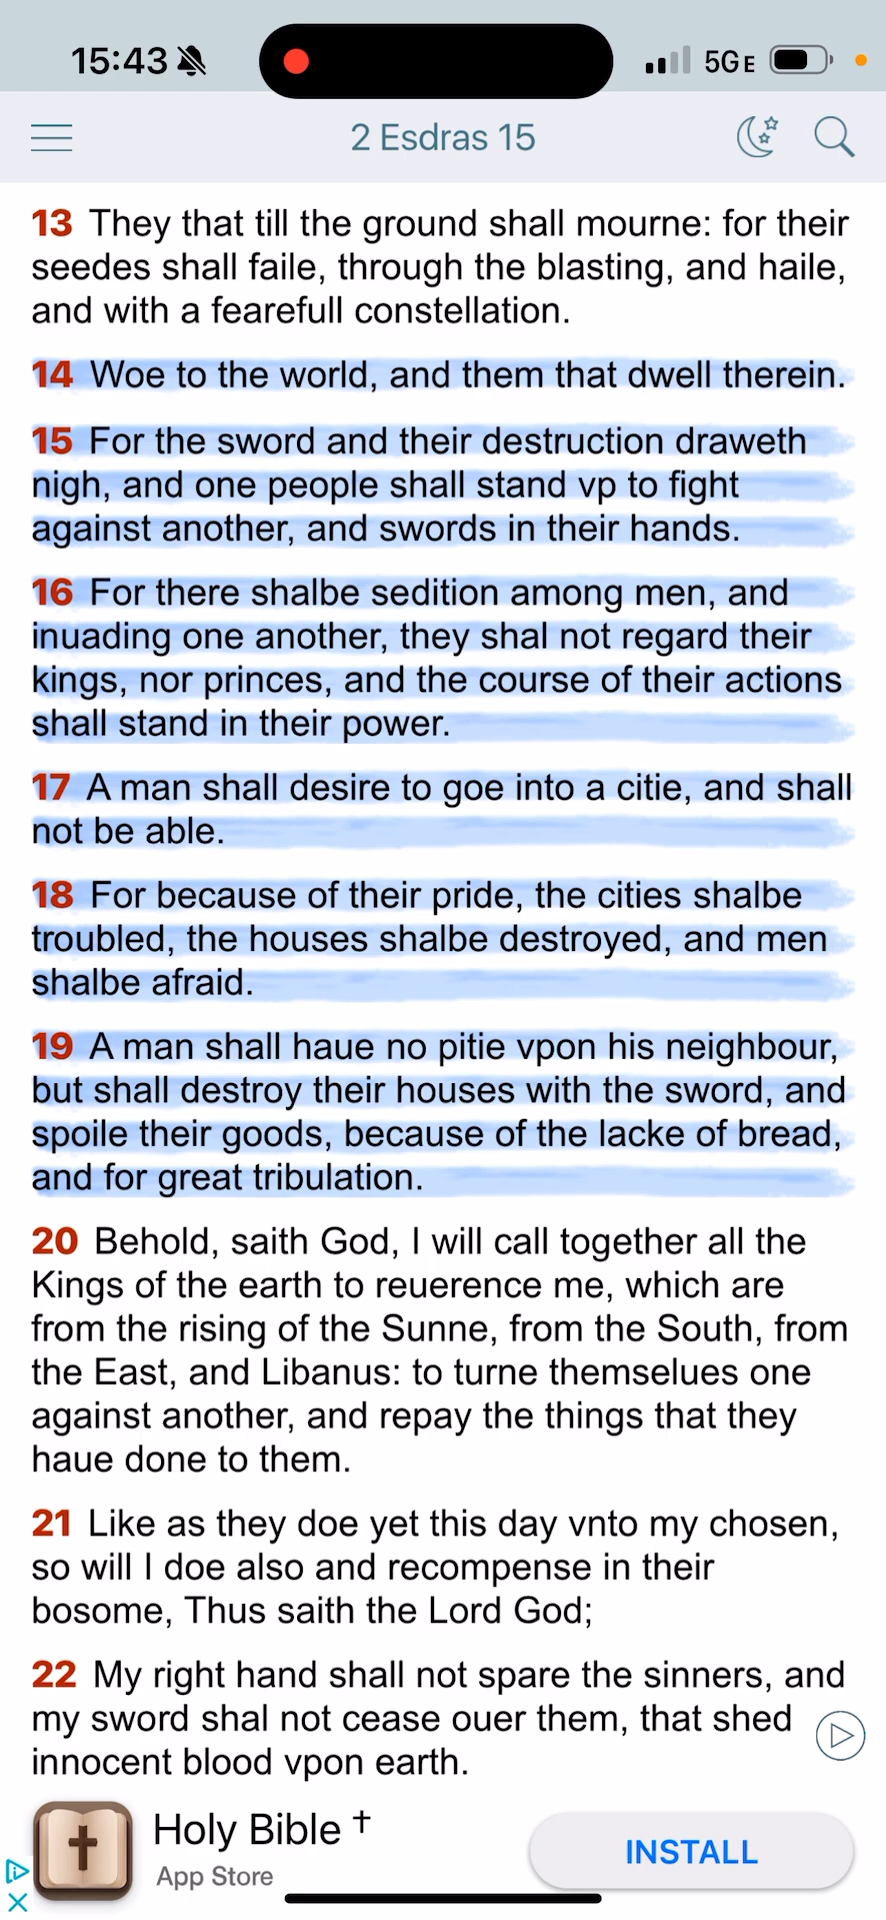 15:43
5GE
2 Esdras 15
13 They that till the ground shall mourne: for their
seedes shall faile, through the blasting, and haile,
and with a fearefull constellation.
14 Woe to the world, and them that dwell therein.
15 For the sword and their destruction draweth
nigh, and one people shall stand vp to fight
against another, and swords in their hands.
16 For there shalbe sedition among men, and
inuading one another, they shal not regard their
kings, nor princes, and the course of their actions
shall stand in their power.
17 A man shall desire to goe into a citie, and shall
not be able.
18 For because of their pride, the cities shalbe
troubled, the houses shalbe destroyed, and men
shalbe afraid.
19 A man shall haue no pitie vpon his neighbour,
but shall destroy their houses with the sword, and
spoile their goods, because of the lacke of bread,
and for great tribulation.
20 Behold, saith God, I will call together all the
Kings of the earth to reuerence me, which are
from the rising of the Sunne, from the South, from
the East, and Libanus: to turne themselues one
against another, and repay the things that they
haue done to them.
21 Like as they doe yet this day vnto my chosen,
so will I doe also and recompense in their
bosome, Thus saith the Lord God;
22 My right hand shall not spare the sinners, and
my sword shal not cease ouer them, that shed
innocent blood vpon earth.
Holy Bible †
App Store
INSTALL